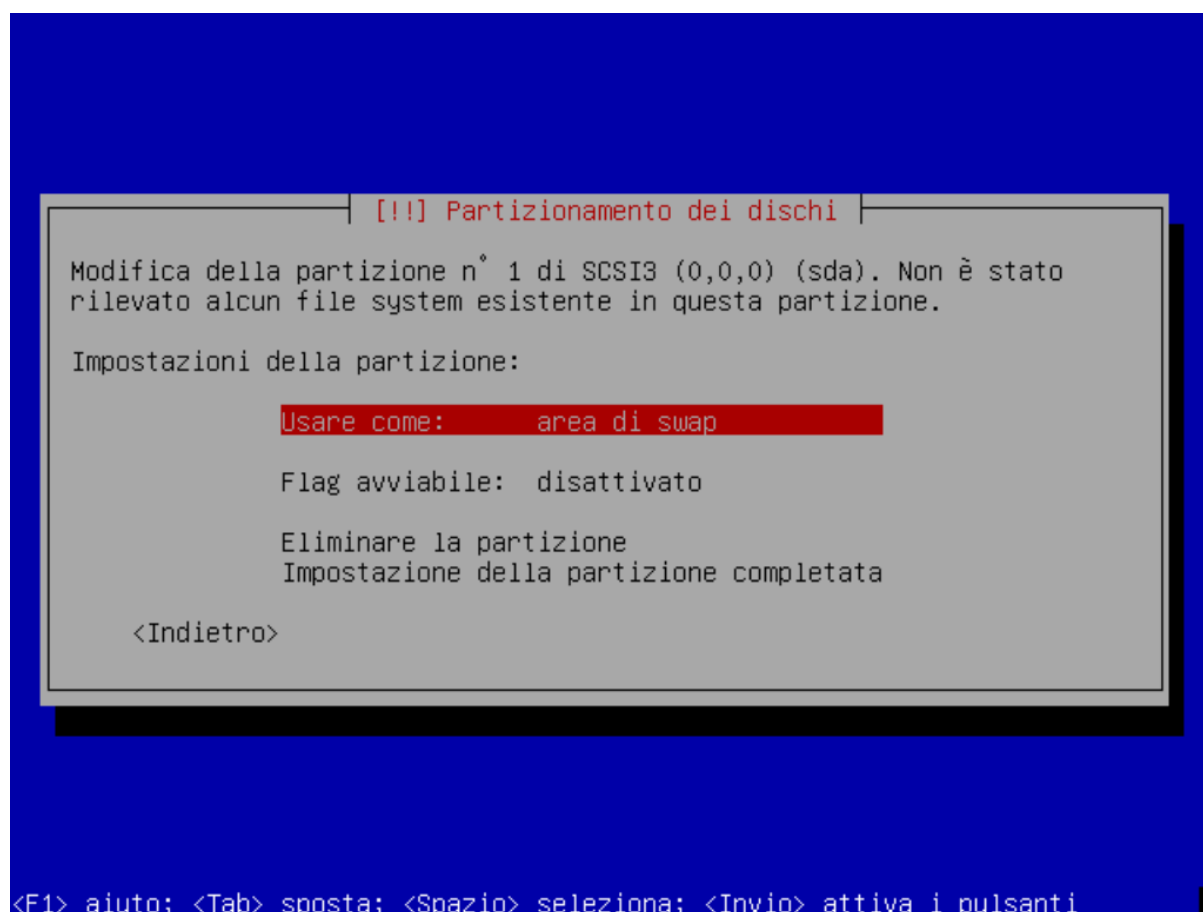 [!!] Partizionamento dei dischi
Modifica della partizione n° 1 di SCSI3 (0,0,0) (sda). Non è stato
rilevato alcun file system esistente in questa partizione.
Impostazioni della partizione:
Usare come: area di swap
Flag avviabile: disattivato
Eliminare la partizione
Impostazione della partizione completata
<Indietro>
<F1> aiuto; <Tab> sposta; <Spazio> seleziona; <Invio> attiva i pulsanti